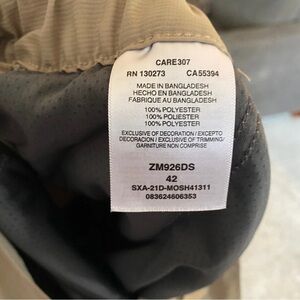 CARE307
RN 130273 CA55394
MADE IN BANGLADESH
HECHO EN BANGLADESH
FABRIQUE AU BANGLADESH
100% POLYESTER
100% POLIESTER
100% POLYESTER
EXCLUSIVE OF DECORATION / EXCEPTO
DECORACION / EXCLUSIVE OF TRIMMING/
GARNITURE NON COMPRISE
ZM926DS
42
SXA-21D-MOSH41311
083624606353